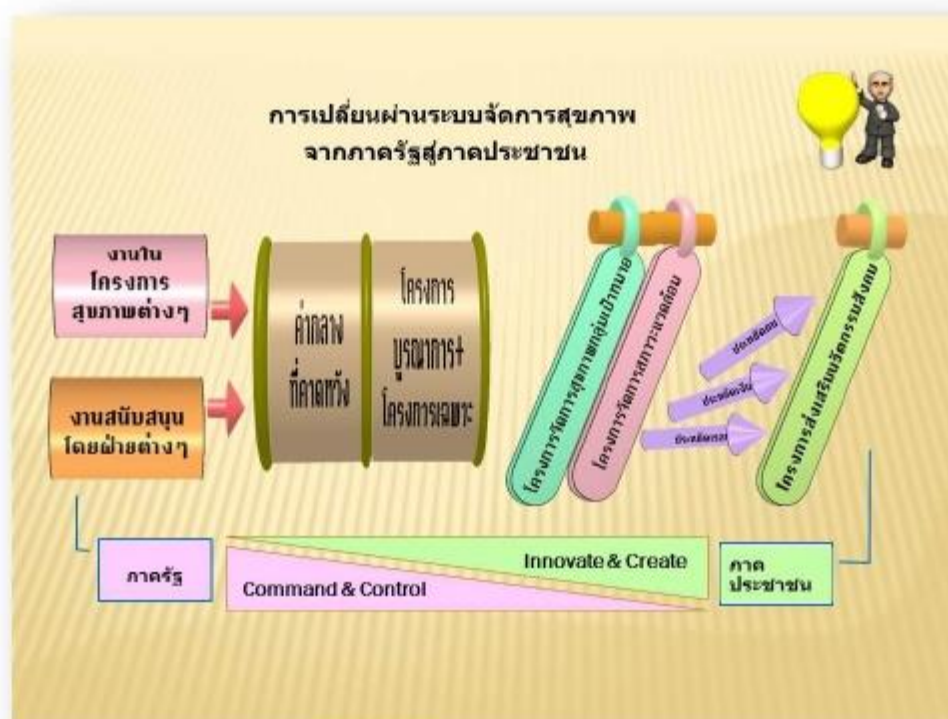 การเปลี่ยนผ่านระบบจัดการสุขภาพ
จากภาครัฐสู่ภาคประชาชน
งานใน
โครงการ
สุขภาพต่างๆ
งานสนับสนุน
โดยฝ่ายต่างๆ
ค่ากลาง
ที่คาดหวัง
โครงการ
บูรณาการ+
โครงการเฉพาะ
โครงการจัดการสุขภาพกลุ่มเป้าหมาย
โครงการจัดการสภาวะแวดล้อม
ประหยัดเงิน
โครงการส่งเสริมนวัตกรรมสังคม
ภาครัฐ
Innovate & Create
Command & Control
ภาค
ประชาชน